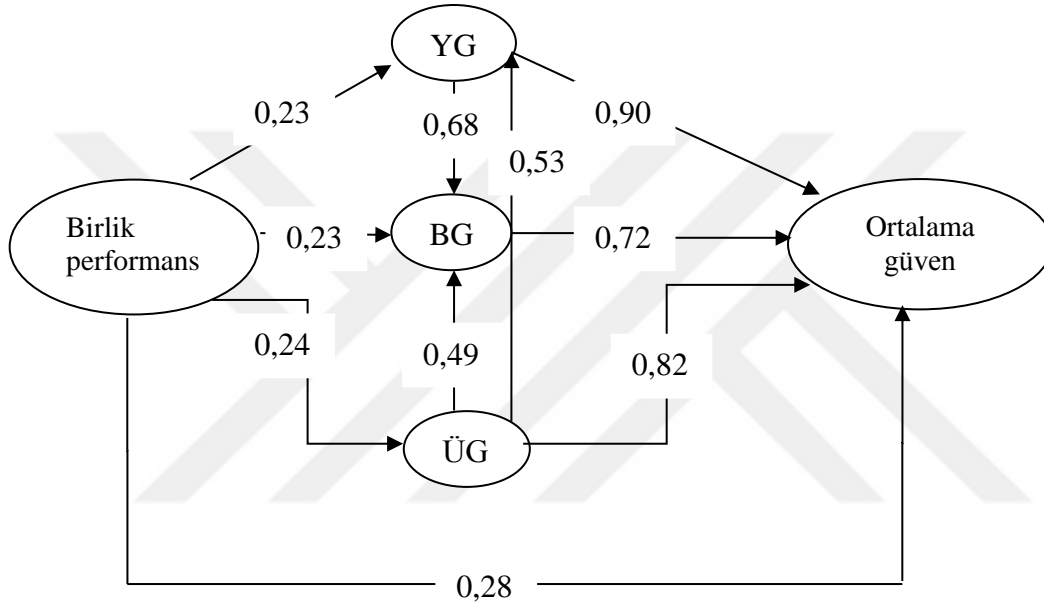 YG
0,23
0,90
0,68
0,53
Birlik
performans
0,23
BG
0,72
Ortalama
güven
0,24
0,49
0,82
ÜG
0,28